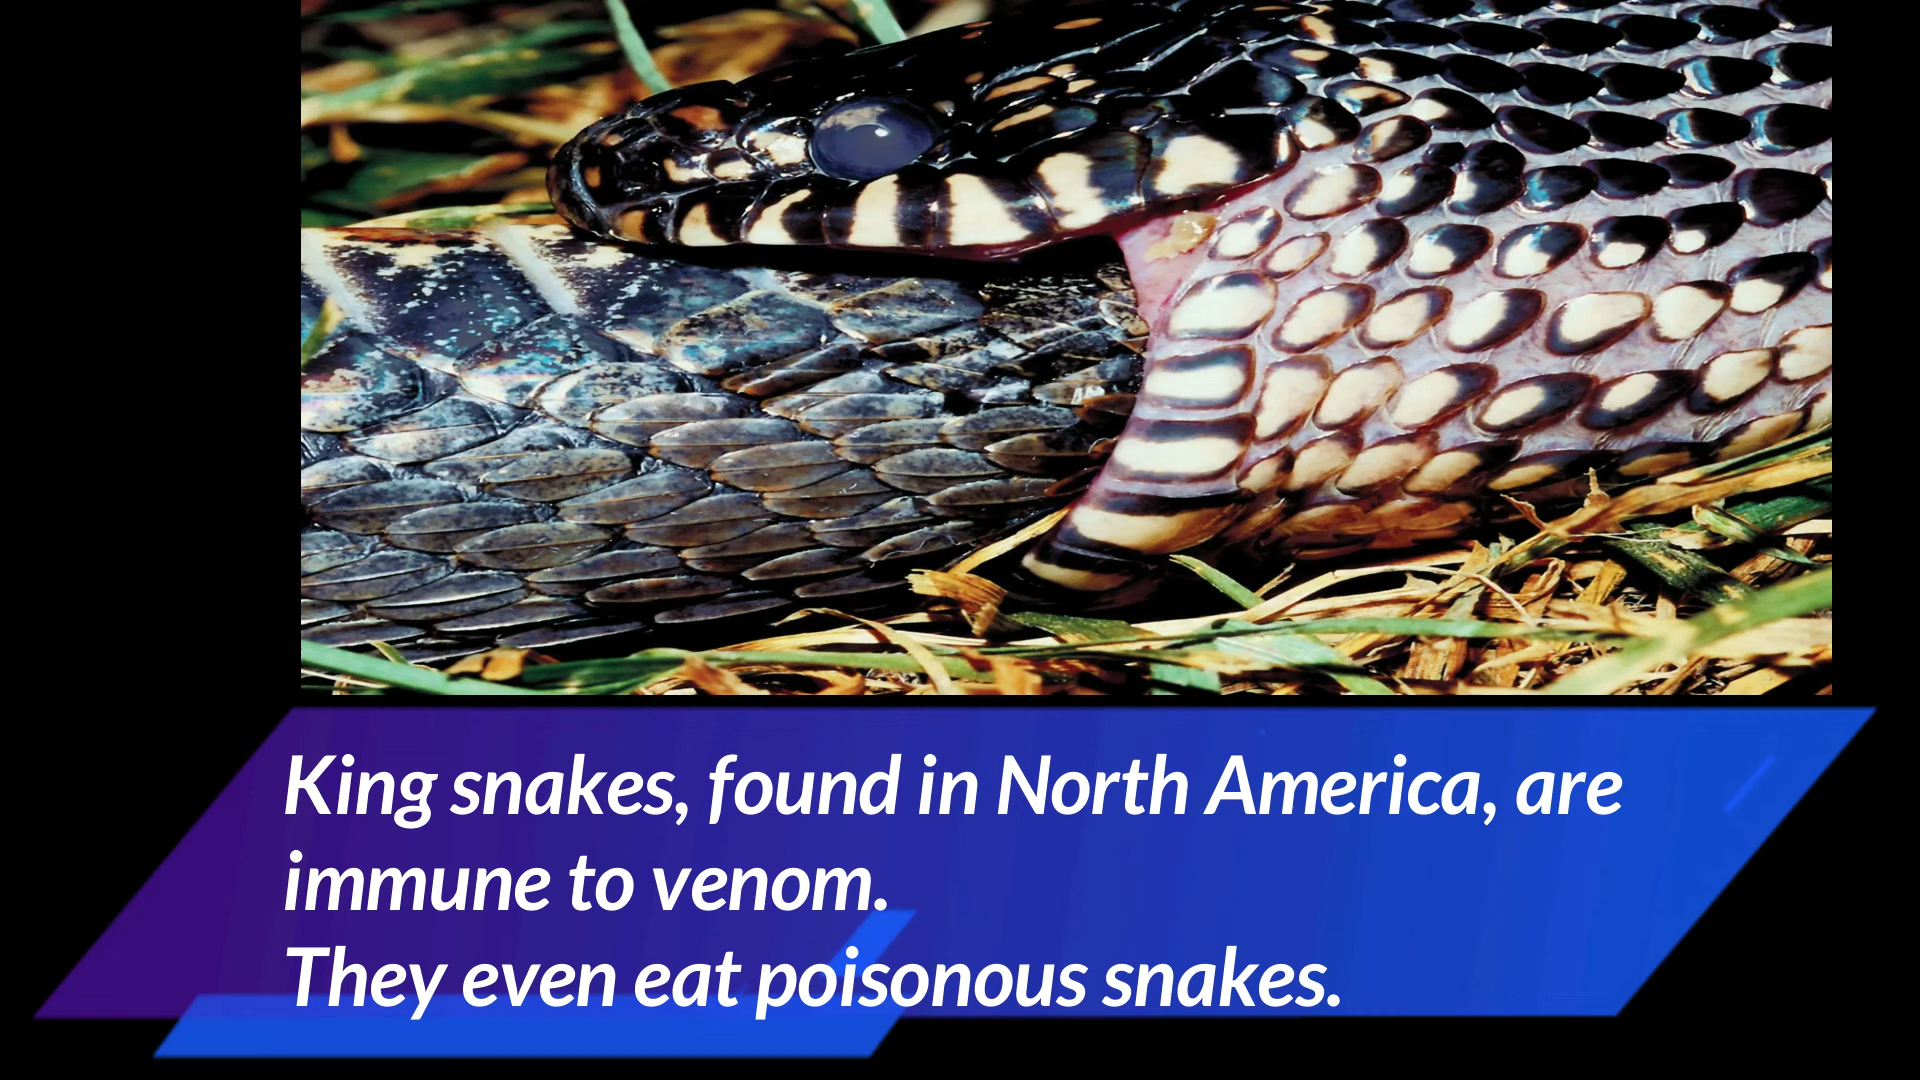 King snakes, found in North America, are
immune to venom.
They even eat poisonous snakes.